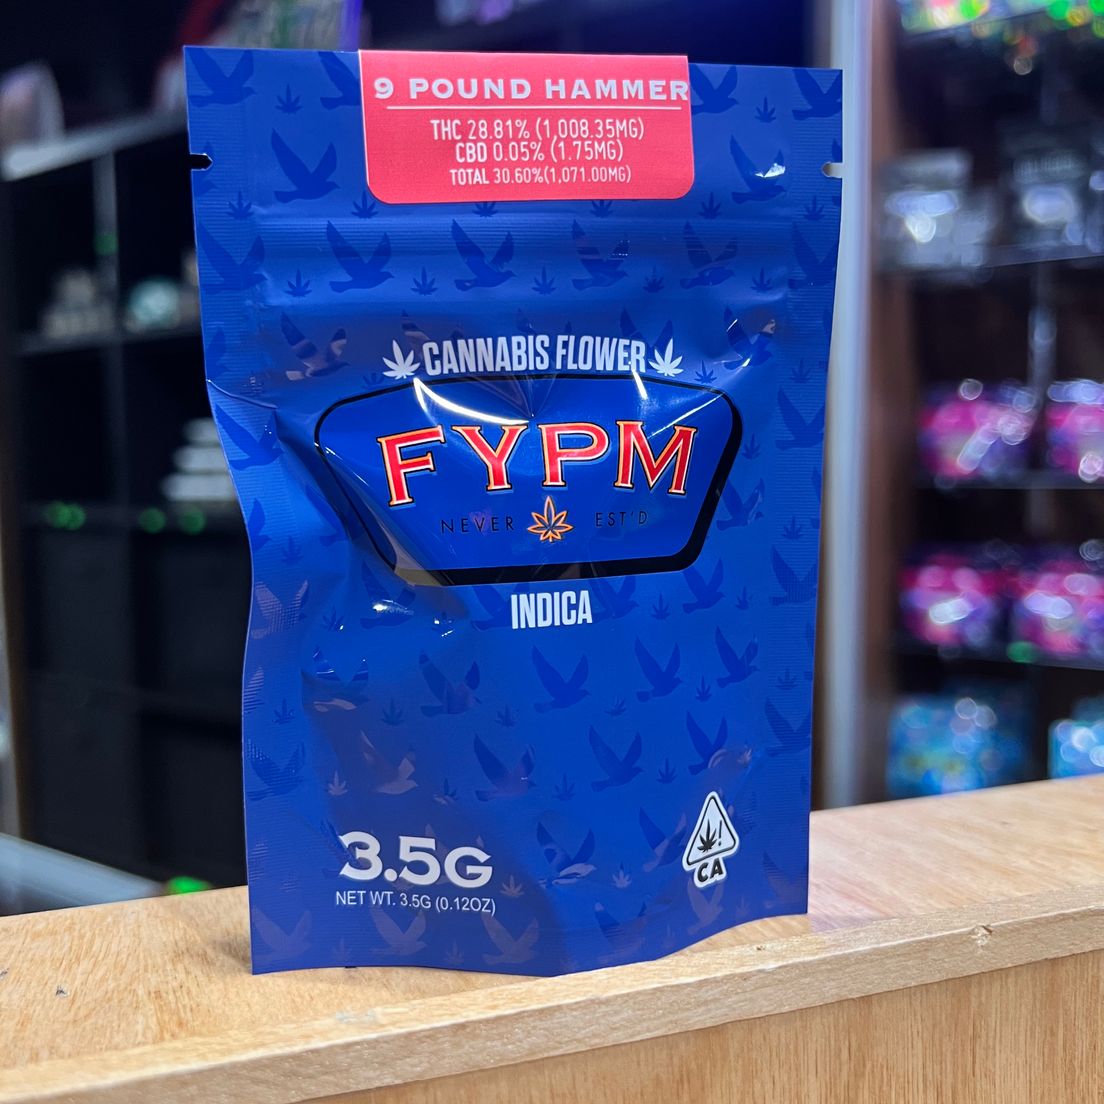 9 POUND HAMMER
THC 28.81% (1,008.35MG)
CBD 0.05% (1.75MG)
TOTAL 30.60%(1,071.00MG)
CANNABIS FLOWER
FYPM
NEVER EST'D
INDICA
3.5G
NET WT. 3.5G (0.12OZ)
!
CA